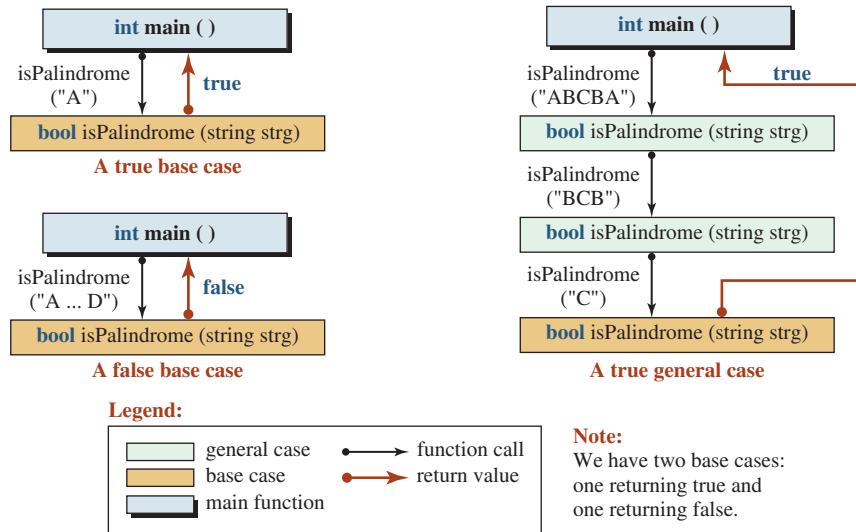 int main ( )
isPalindrome
("A")
true
bool isPalindrome (string strg)
A true base case
int main ( )
isPalindrome
("A ... D")
false
bool isPalindrome (string strg)
A false base case
int main ( )
isPalindrome
("ABCBA")
true
bool isPalindrome (string strg)
isPalindrome
("BCB")
bool isPalindrome (string strg)
isPalindrome
("C")
bool isPalindrome (string strg)
A true general case
Legend:
general case
base case
main function
function call
return value
Note:
We have two base cases:
one returning true and
one returning false.